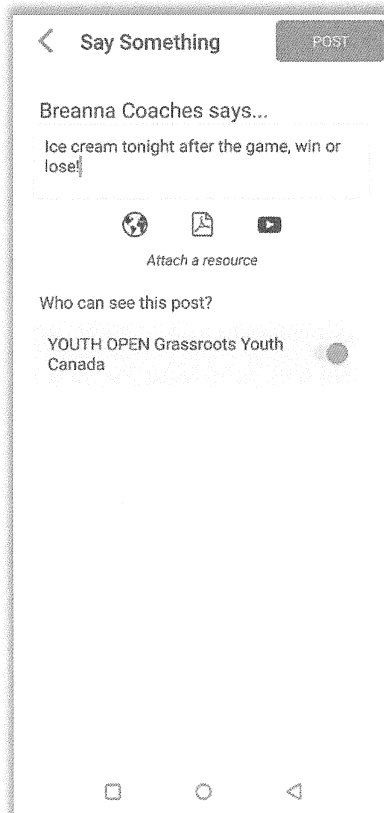 Say Something
POST
Breanna Coaches says...
Ice cream tonight after the game, win or
lose!
Attach a resource
Who can see this post?
YOUTH OPEN Grassroots Youth
Canada